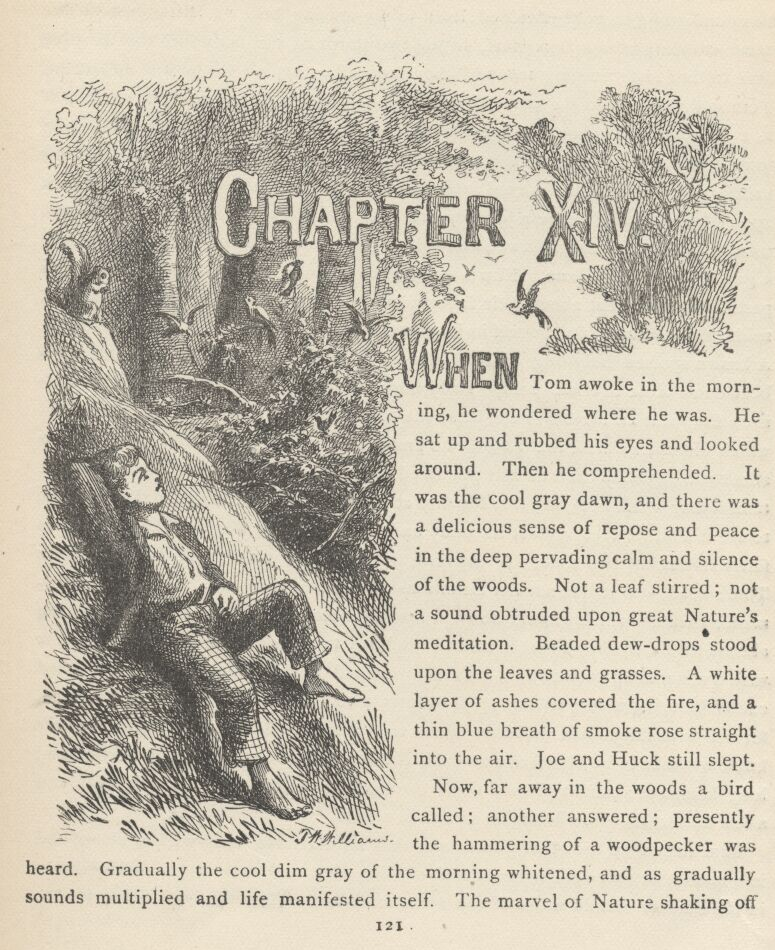 CHAPTER XIV.
WHEN Tom awoke in the morn-
ing, he wondered where he was. He
sat up and rubbed his eyes and looked
around. Then he comprehended. It
was the cool gray dawn, and there was
a delicious sense of repose and peace
in the deep pervading calm and silence
of the woods. Not a leaf stirred; not
a sound obtruded upon great Nature's
meditation. Beaded dew-drops stood
upon the leaves and grasses. A white
layer of ashes covered the fire, and a
thin blue breath of smoke rose straight
into the air. Joe and Huck still slept.
Now, far away in the woods a bird
called; another answered; presently
the hammering of a woodpecker was
heard. Gradually the cool dim gray of the morning whitened, and as gradually
sounds multiplied and life manifested itself. The marvel of Nature shaking off
121